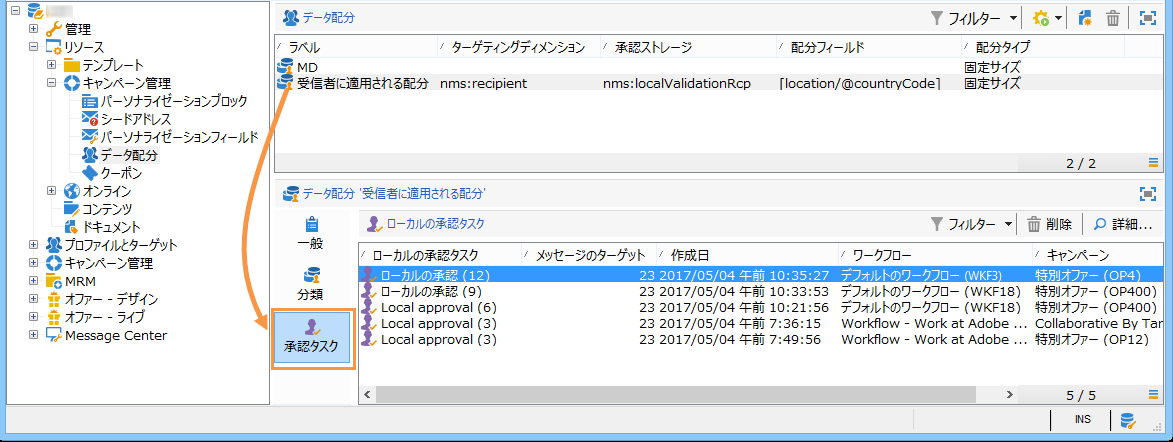 管理
リソース
テンプレート
キャンペーン管理
パーソナライゼーションブロック
シードアドレス
パーソナライゼーションフィールド
データ配分
クーポン
オンライン
コンテンツ
ドキュメント
プロファイルとターゲット
キャンペーン管理
MRM
オファー - デザイン
オファー - ライブ
Message Center
データ配分 フィルター
ラベル ターゲティングディメンション 承認ストレージ 配分フィールド 配分タイプ
MD 固定サイズ
受信者に適用される配分 nms:recipient nms:localValidationRcp [location/@countryCode] 固定サイズ
2 / 2
データ配分 '受信者に適用される配分'
一般
分類
承認タスク
ローカルの承認タスク フィルター 削除 詳細...
ローカルの承認タスク メッセージのターゲット 作成日 ワークフロー キャンペーン
ローカルの承認 (12) 23 2017/05/04 午前 10:35:27 デフォルトのワークフロー (WKF3) 特別オファー (OP4)
ローカルの承認 (9) 23 2017/05/04 午前 10:33:53 デフォルトのワークフロー (WKF18) 特別オファー (OP400)
Local approval (6) 23 2017/05/04 午前 10:21:56 デフォルトのワークフロー (WKF18) 特別オファー (OP400)
Local approval (3) 23 2017/05/04 午前 7:36:15 Workflow - Work at Adobe ... Collaborative By Tar
Local approval (3) 23 2017/05/04 午前 7:49:56 Workflow - Work at Adobe ... 特別オファー (OP12)
5 / 5
INS